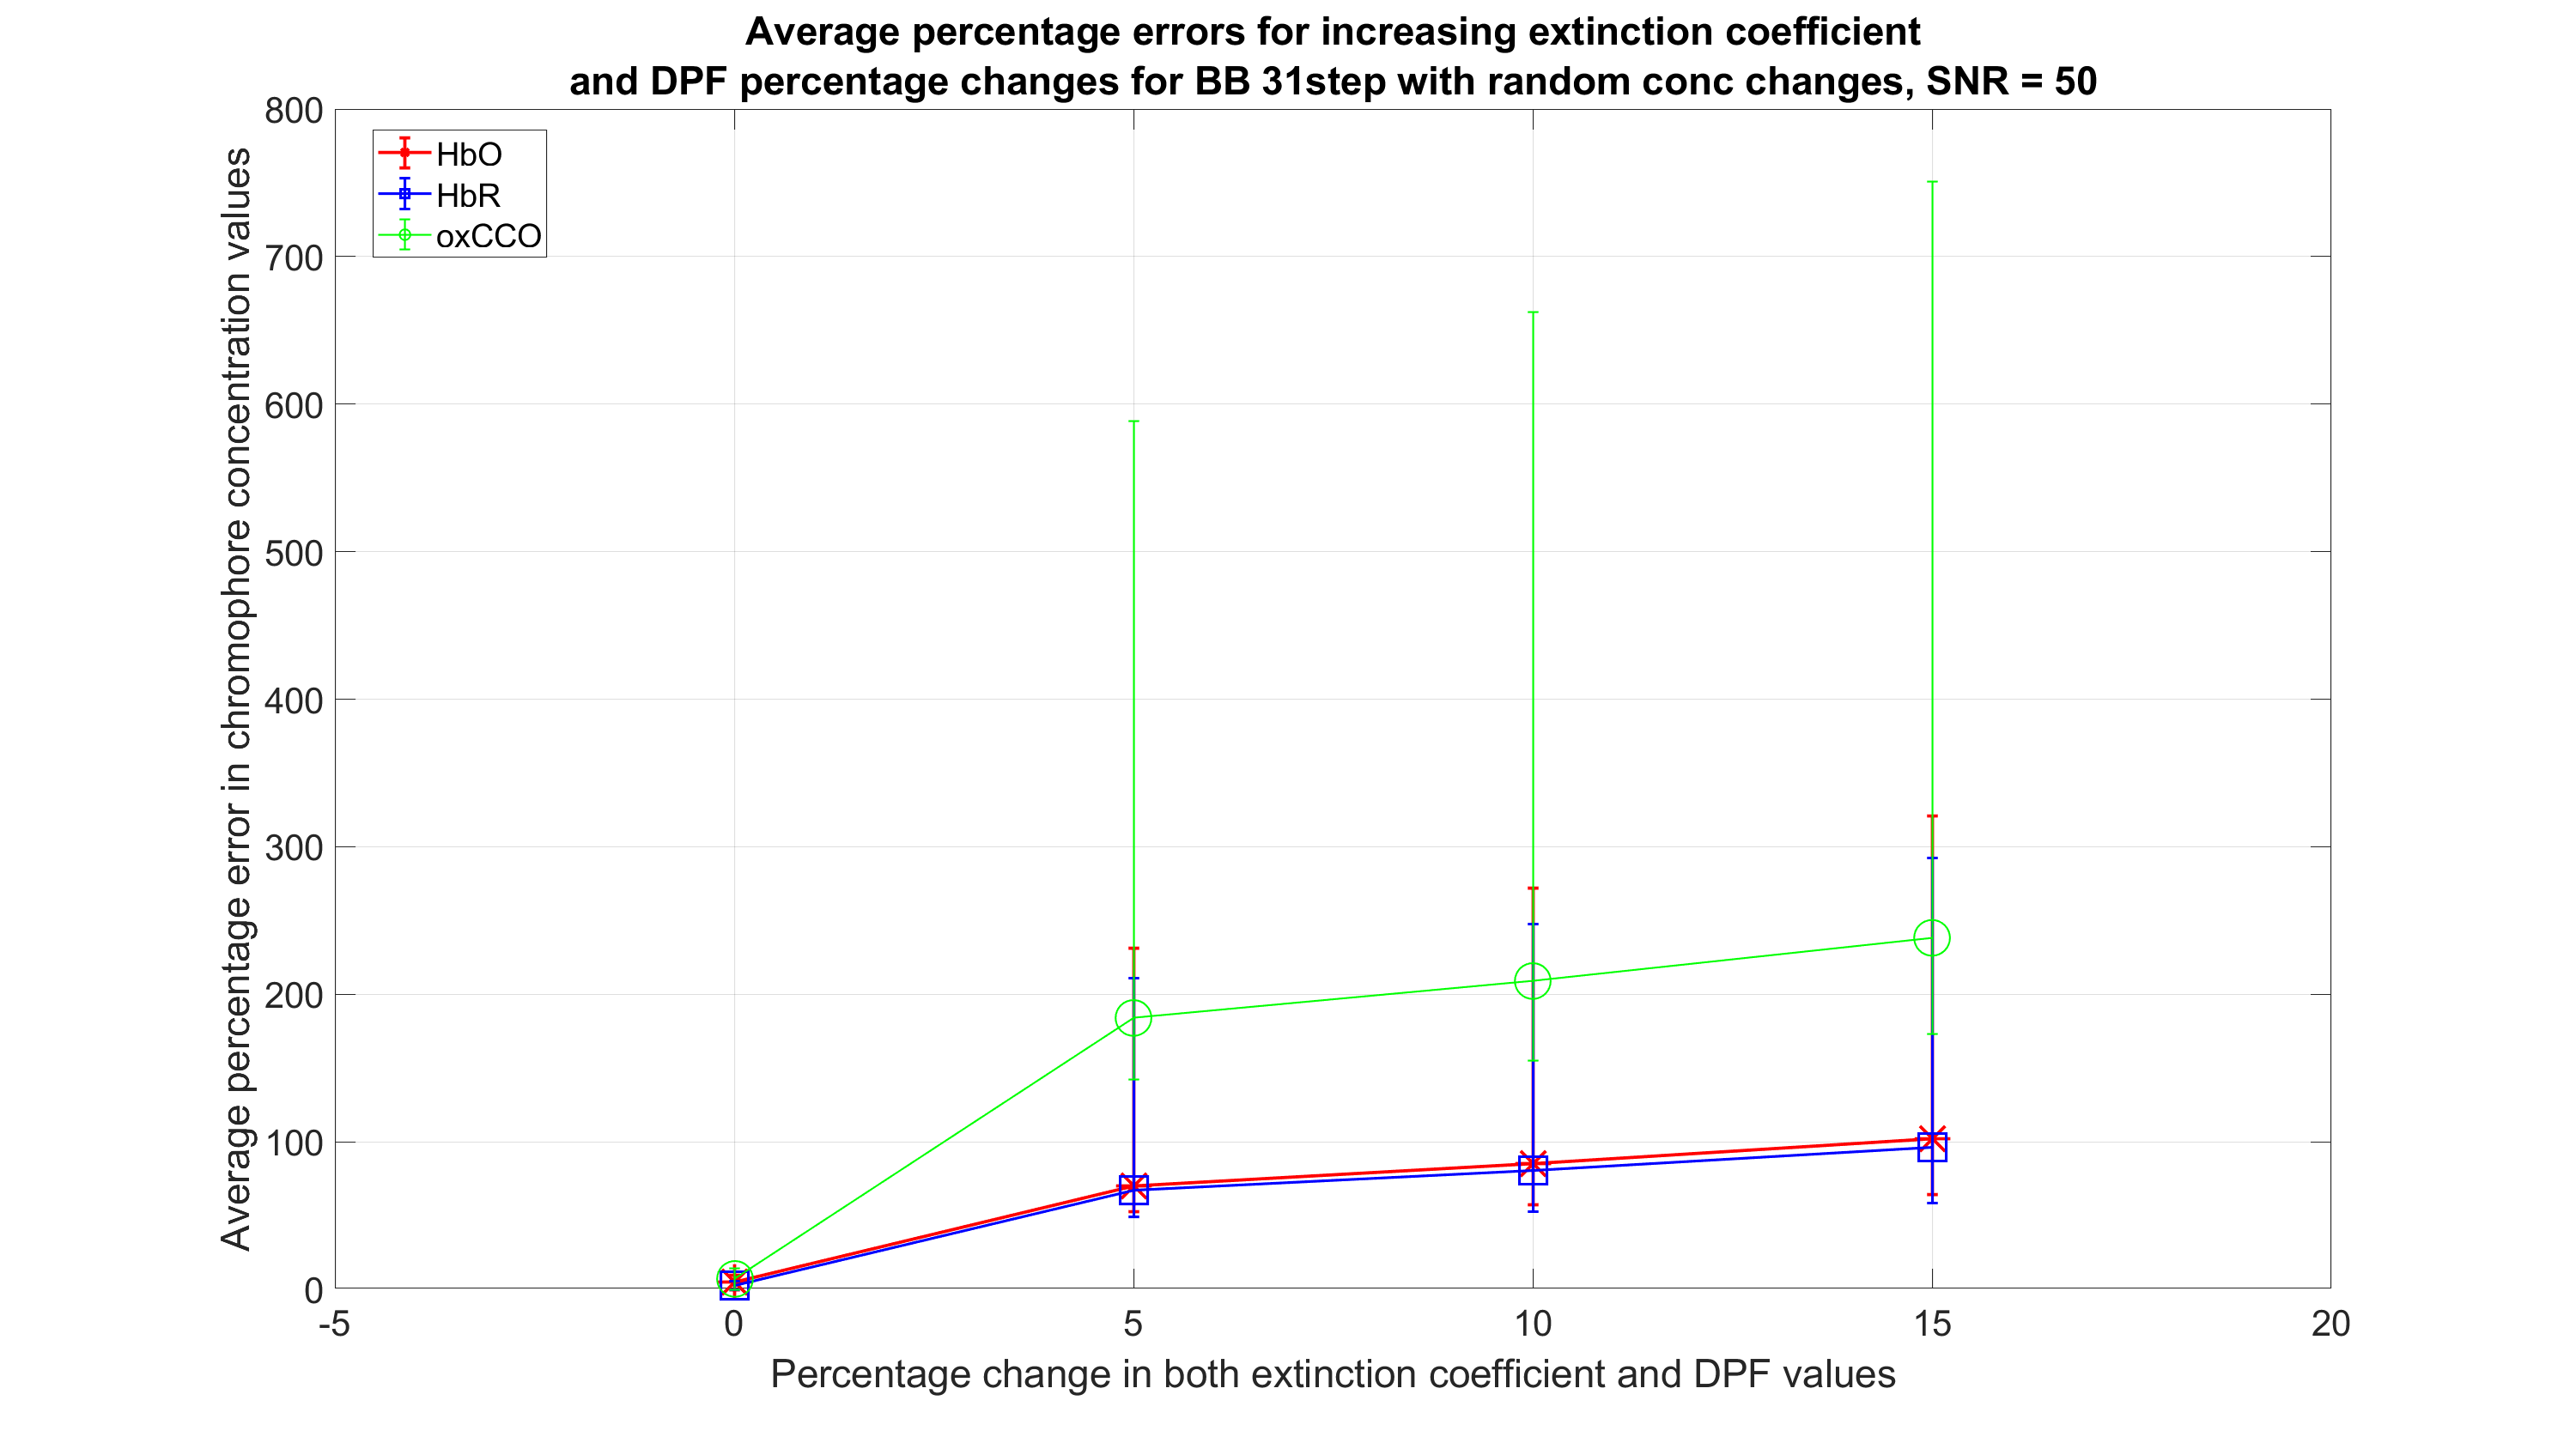 Average percentage errors for increasing extinction coefficient
and DPF percentage changes for BB 31step with random conc changes, SNR = 50
Average percentage error in chromophore concentration values
800
700
600
500
400
300
200
100
0
HbO
HbR
oxCCO
-5
0
5
10
15
20
Percentage change in both extinction coefficient and DPF values